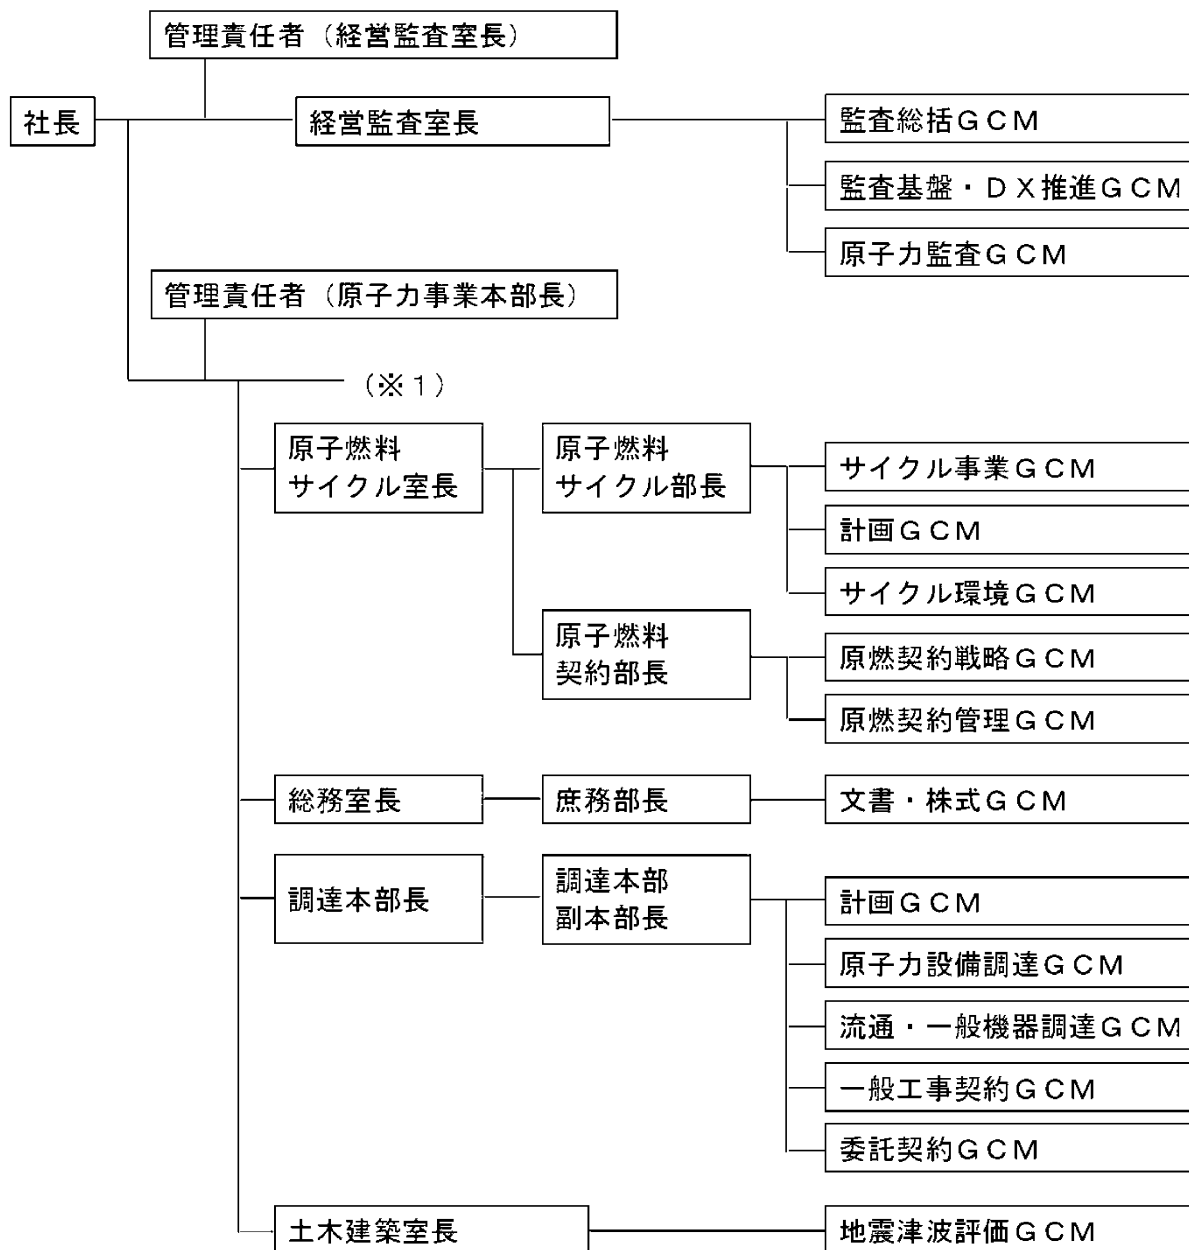 管理責任者（経営監査室長）
社長
経営監査室長
監査総括ＧＣＭ
監査基盤・ＤＸ推進ＧＣＭ
原子力監査ＧＣＭ
管理責任者（原子力事業本部長）
（※１）
原子燃料
サイクル室長
原子燃料
サイクル部長
サイクル事業ＧＣＭ
計画ＧＣＭ
サイクル環境ＧＣＭ
原子燃料
契約部長
原燃契約戦略ＧＣＭ
原燃契約管理ＧＣＭ
総務室長
庶務部長
文書・株式ＧＣＭ
調達本部長
調達本部
副本部長
計画ＧＣＭ
原子力設備調達ＧＣＭ
流通・一般機器調達ＧＣＭ
一般工事契約ＧＣＭ
委託契約ＧＣＭ
土木建築室長
地震津波評価ＧＣＭ